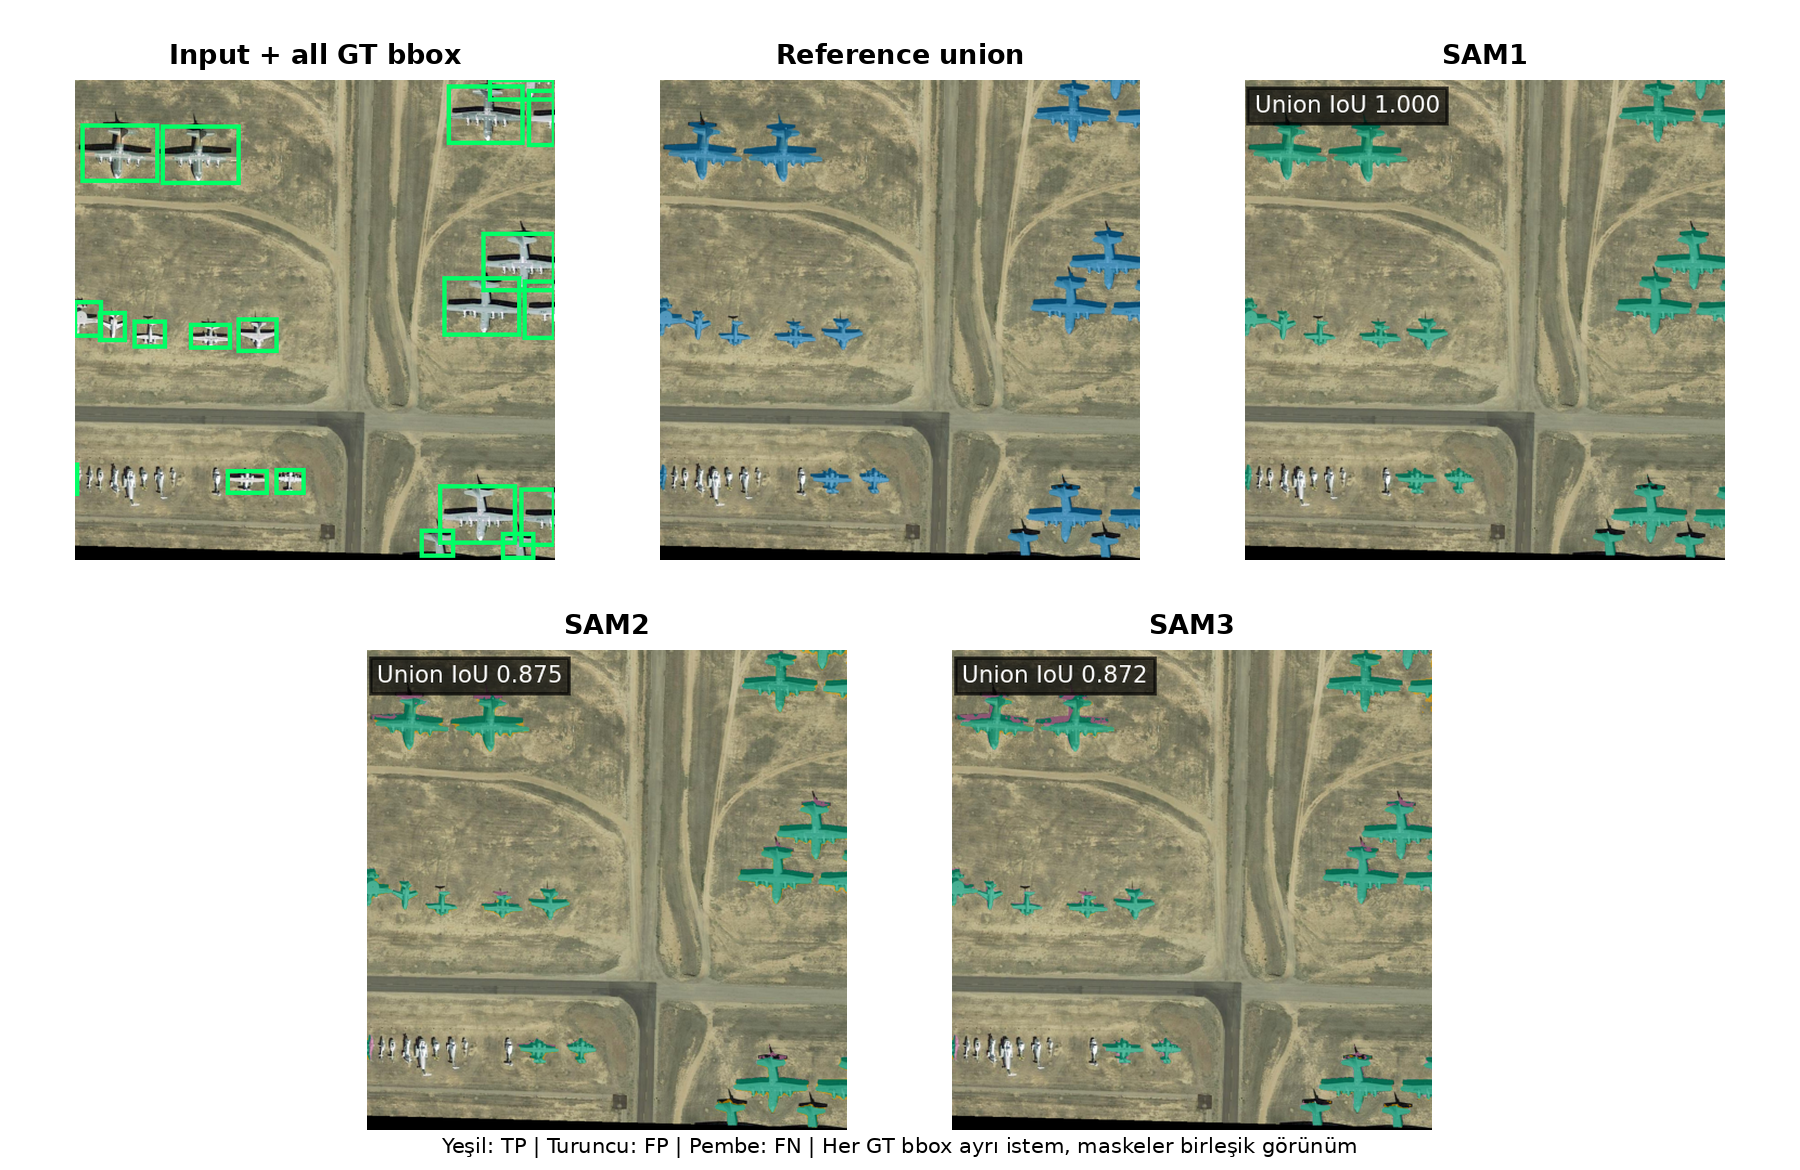 Input + all GT bbox
Reference union
SAM1
Union IoU 1.000
SAM2
SAM3
Union IoU 0.875
Union IoU 0.872
Yeşil: TP | Turuncu: FP | Pembe: FN | Her GT bbox ayrı istem, maskeler birleşik görünüm